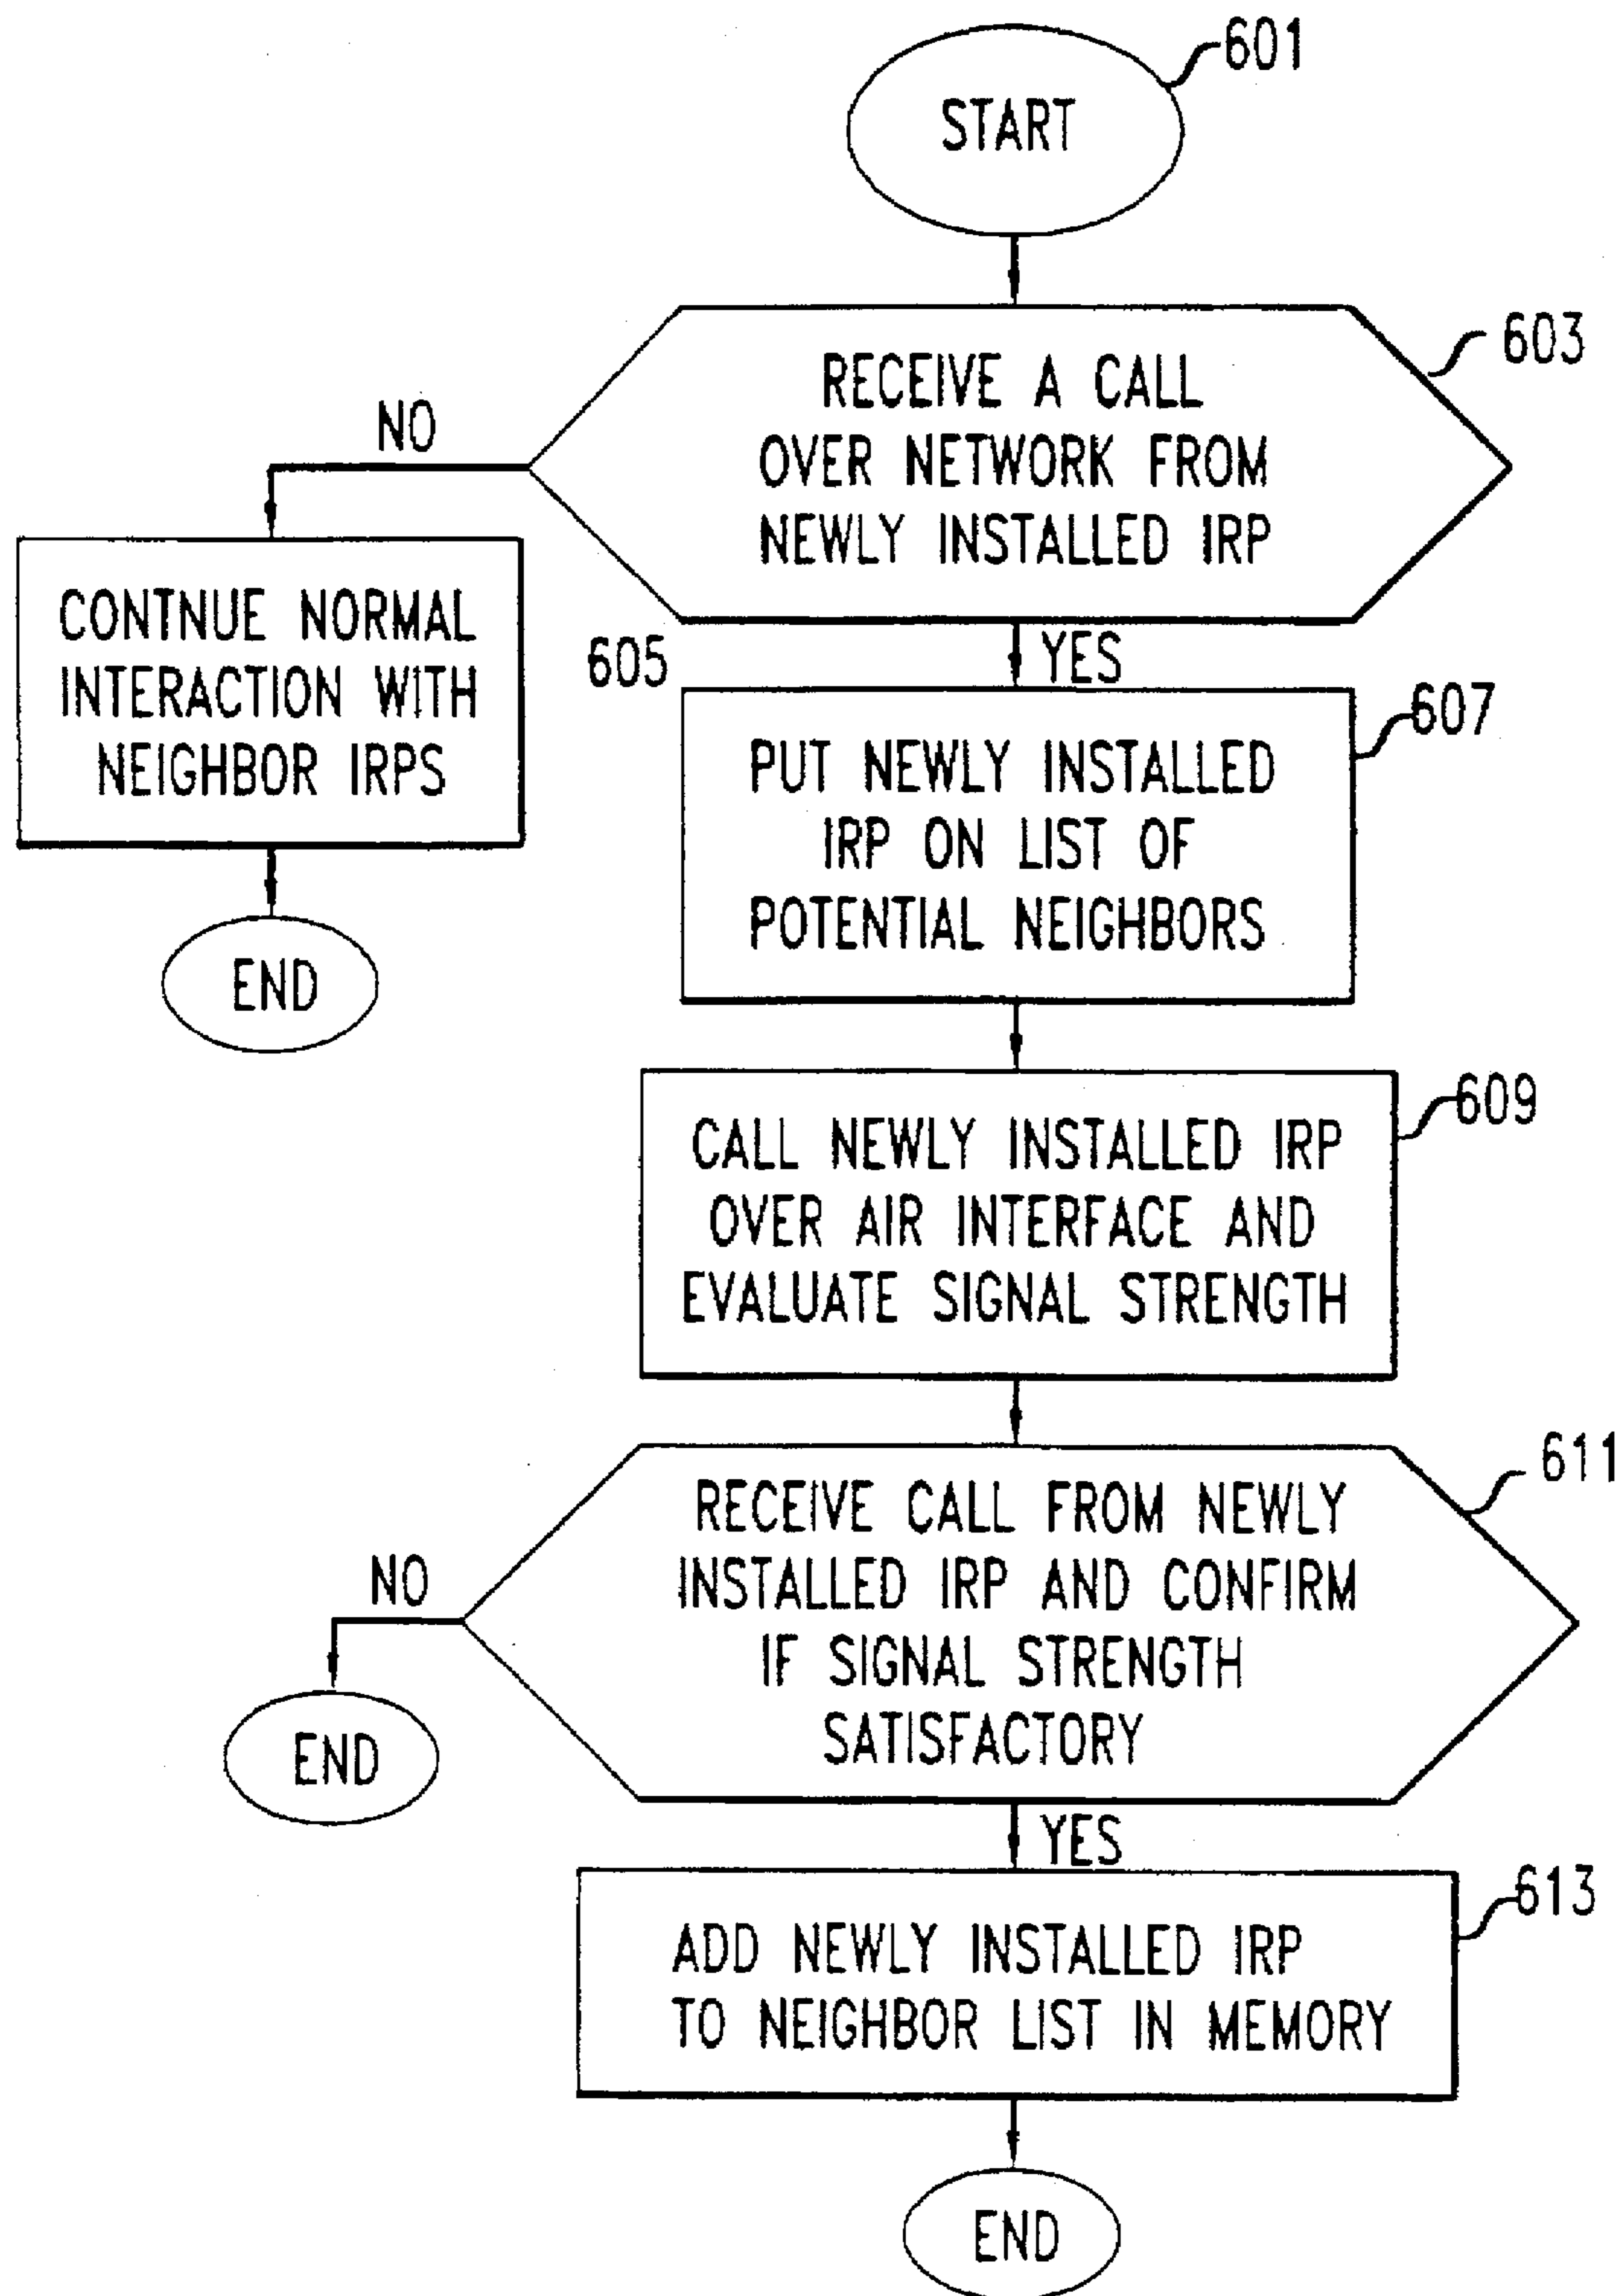 601
START
603
RECEIVE A CALL
OVER NETWORK FROM
NEWLY INSTALLED IRP
NO
CONTNUE NORMAL
INTERACTION WITH
NEIGHBOR IRPS
605
END
YES
607
PUT NEWLY INSTALLED
IRP ON LIST OF
POTENTIAL NEIGHBORS
609
CALL NEWLY INSTALLED IRP
OVER AIR INTERFACE AND
EVALUATE SIGNAL STRENGTH
611
RECEIVE CALL FROM NEWLY
INSTALLED IRP AND CONFIRM
IF SIGNAL STRENGTH
SATISFACTORY
NO
END
YES
613
ADD NEWLY INSTALLED IRP
TO NEIGHBOR LIST IN MEMORY
END